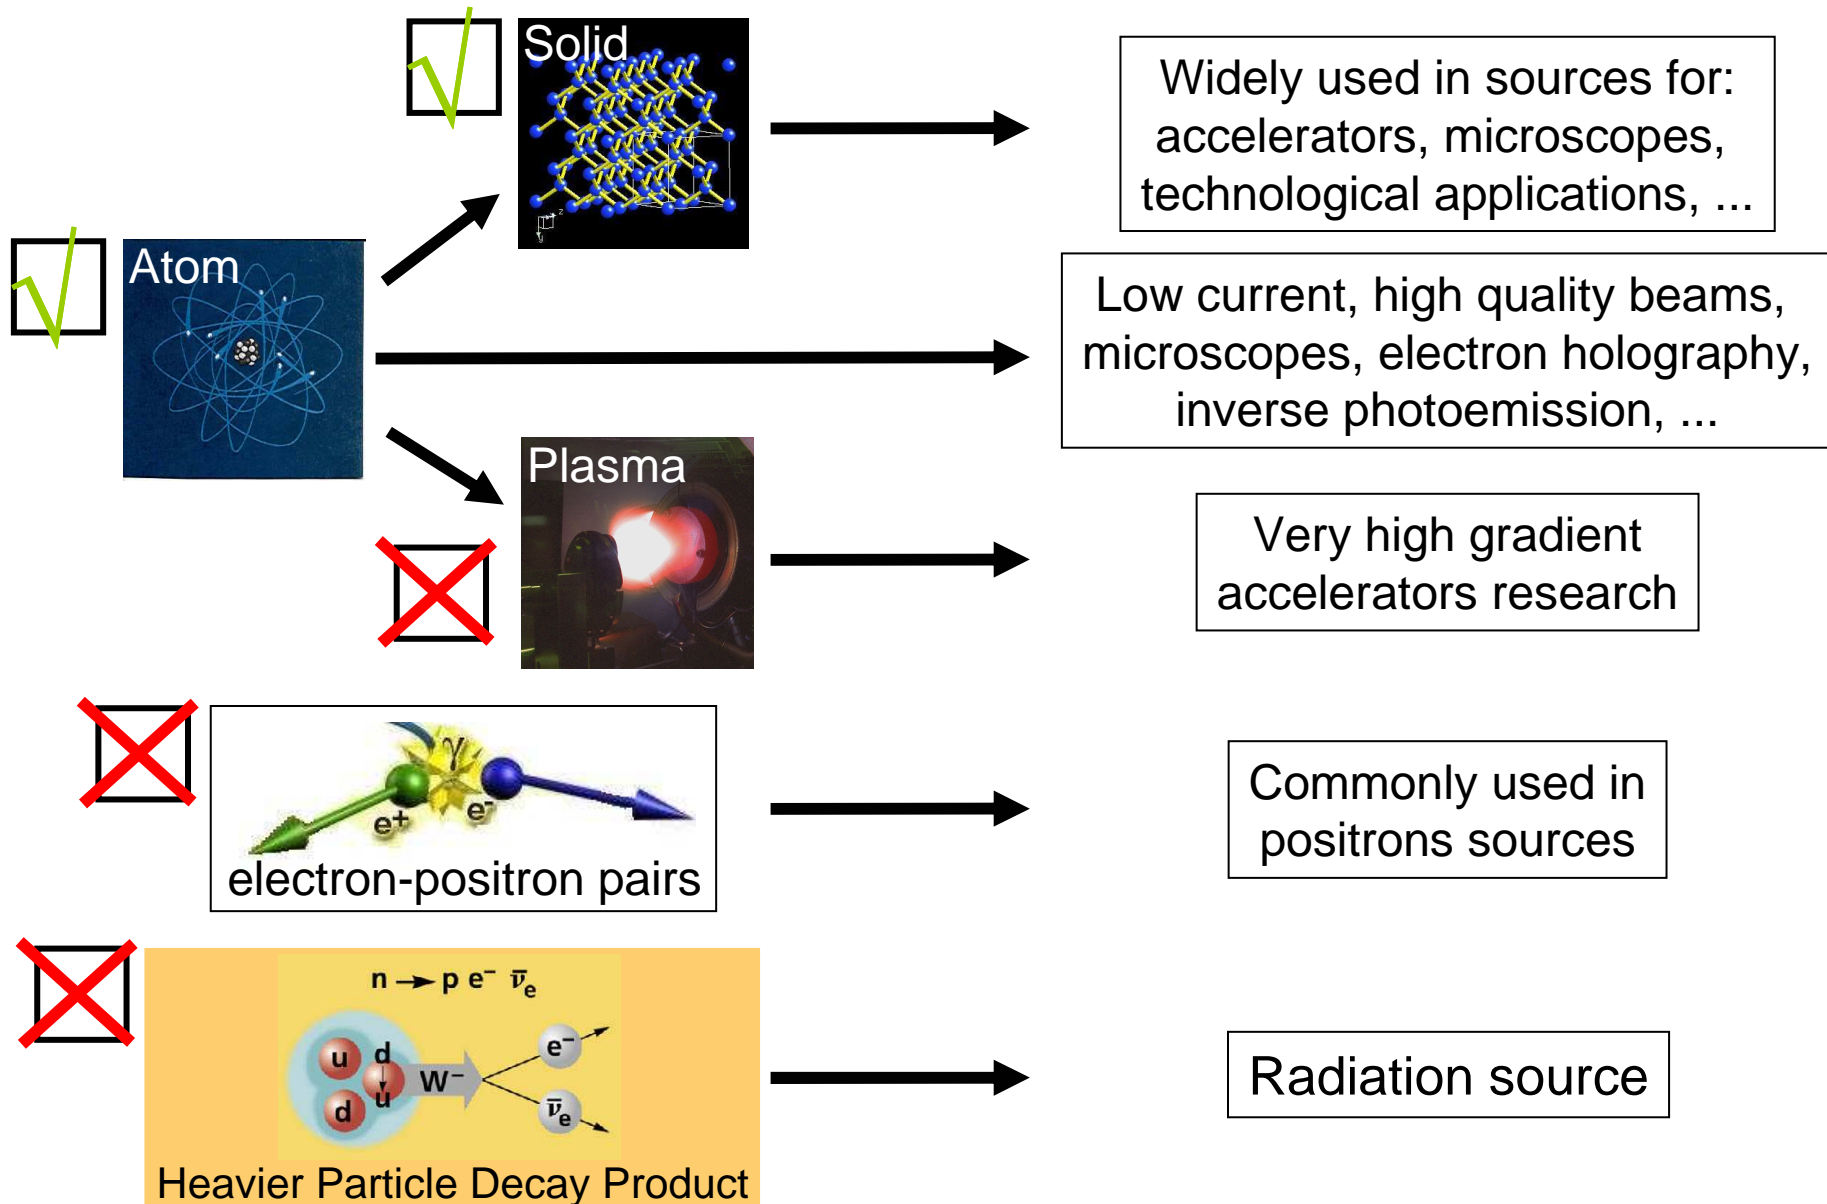 Solid
z
y
Widely used in sources for:
accelerators, microscopes,
technological applications, ...
Atom
Low current, high quality beams,
microscopes, electron holography,
inverse photoemission, ...
Plasma
Very high gradient
accelerators research
γ
e+ e-
electron-positron pairs
Commonly used in
positrons sources
n → p e⁻ ν̄ₑ
u d
u
d
W⁻
e⁻
ν̄ₑ
Heavier Particle Decay Product
Radiation source